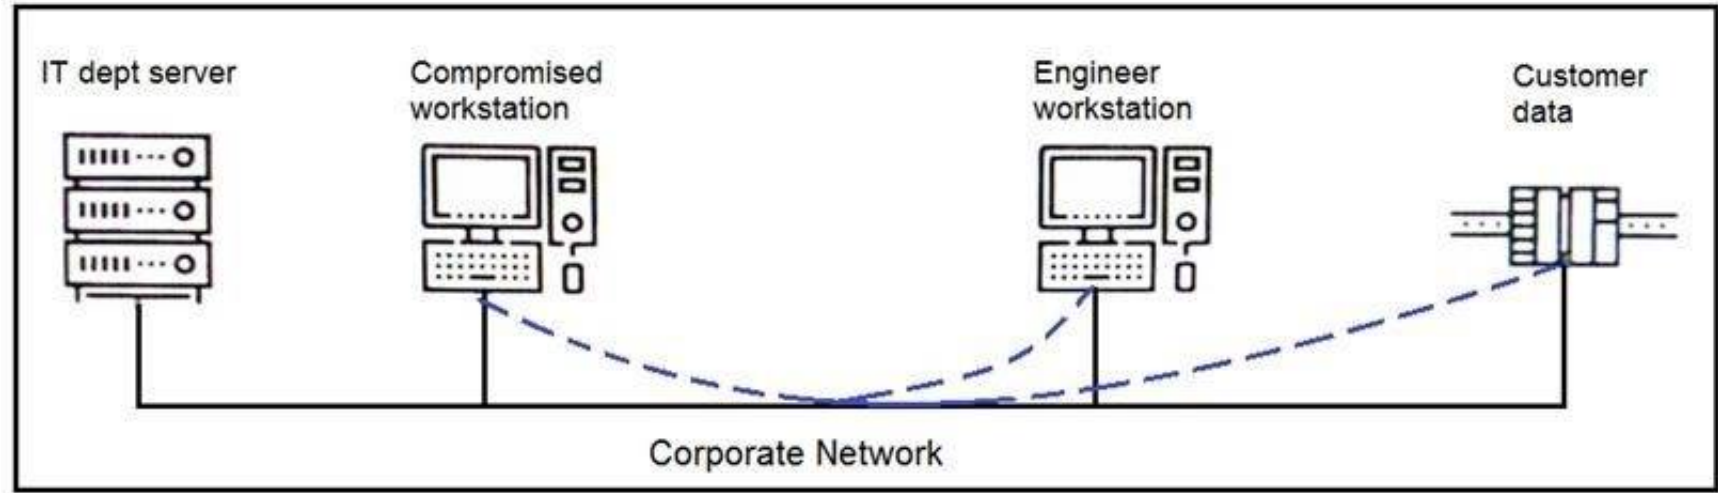 IT dept server
Compromised
workstation
Engineer
workstation
Customer
data
Corporate Network